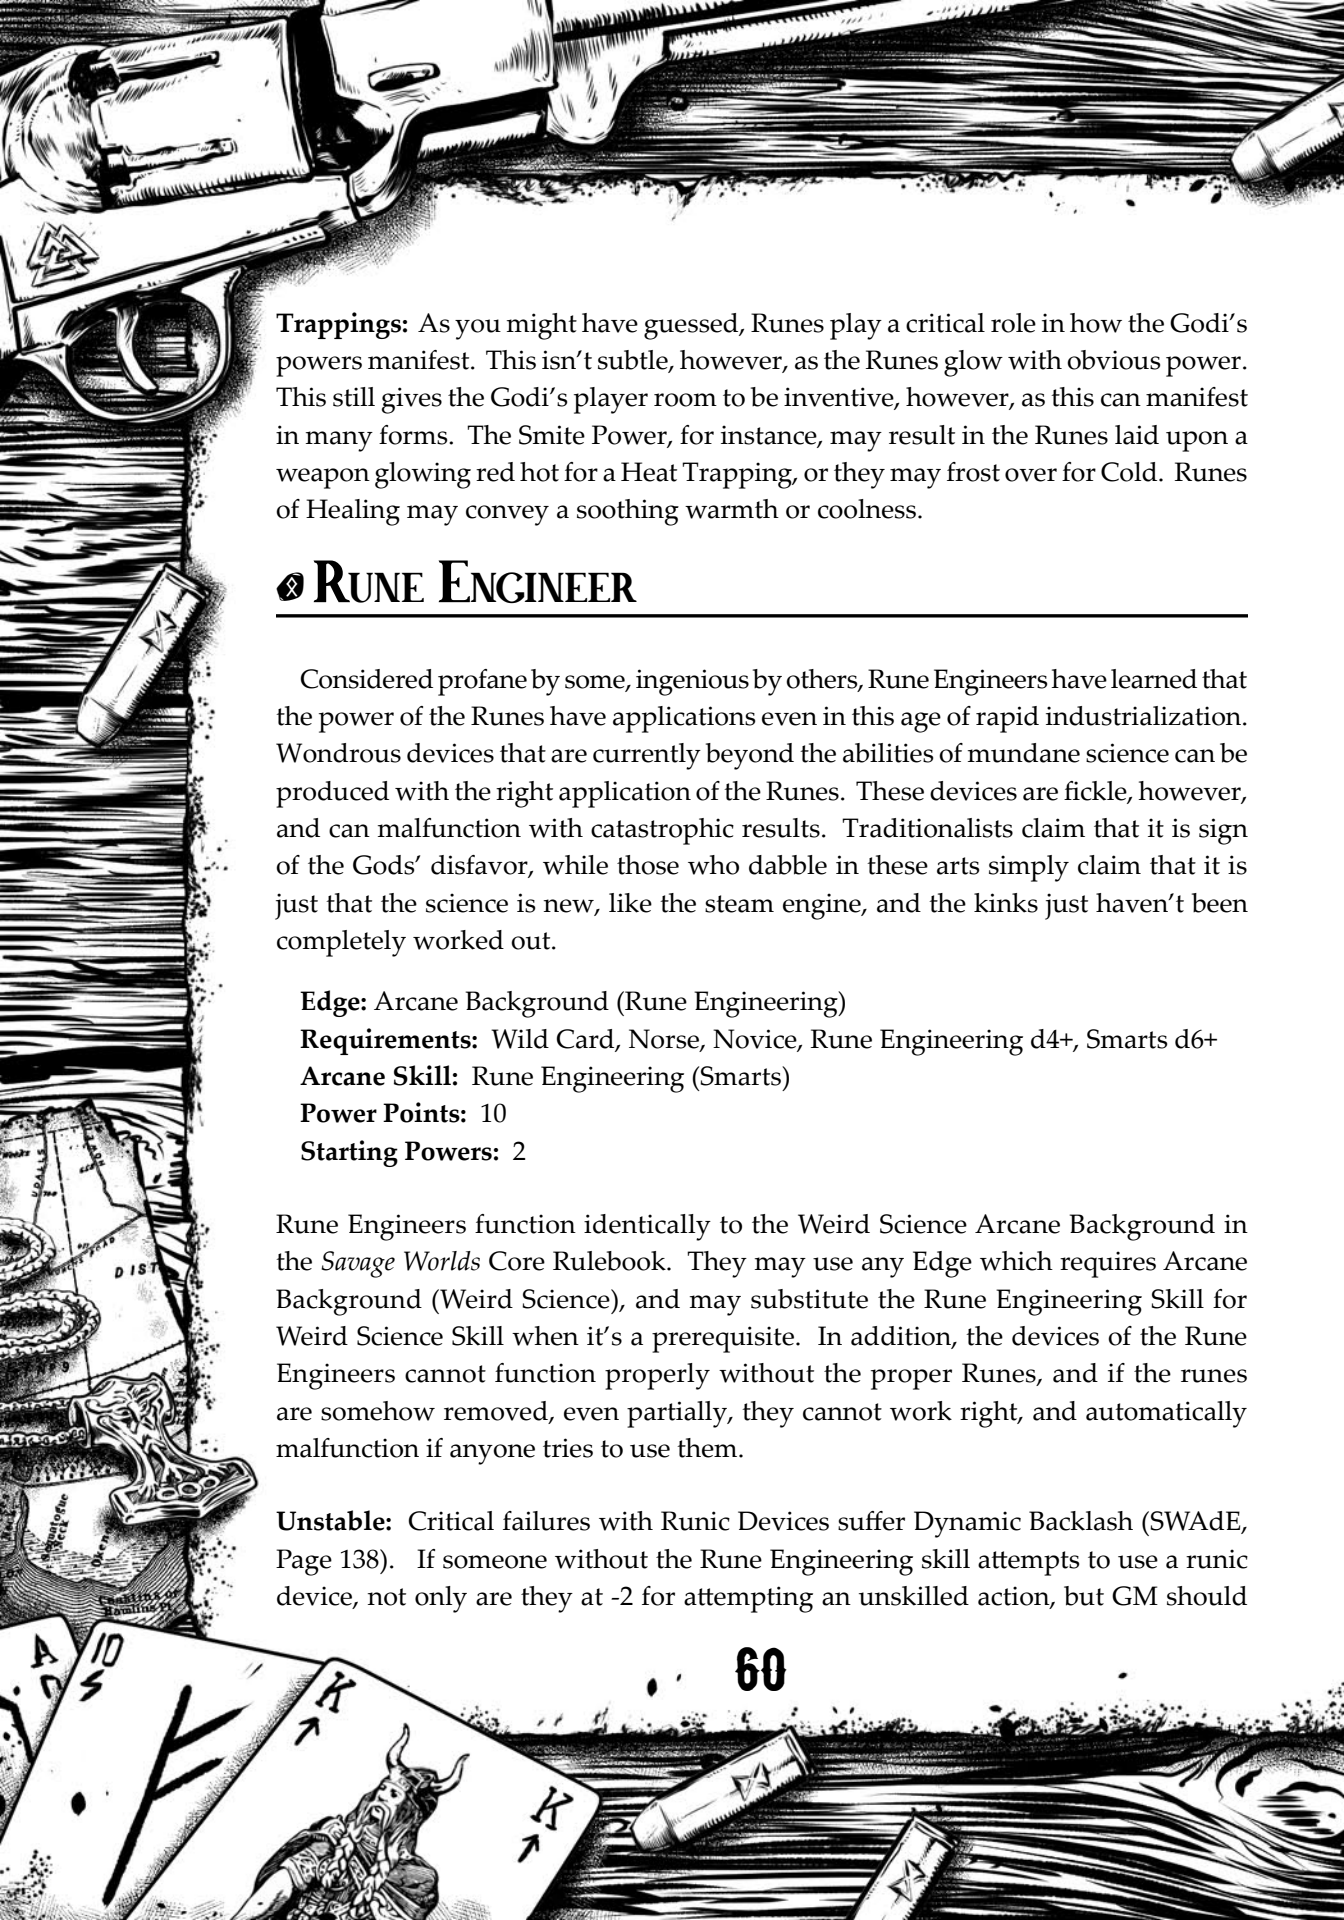 Trappings: As you might have guessed, Runes play a critical role in how the Godi’s
powers manifest. This isn’t subtle, however, as the Runes glow with obvious power.
This still gives the Godi’s player room to be inventive, however, as this can manifest
in many forms. The Smite Power, for instance, may result in the Runes laid upon a
weapon glowing red hot for a Heat Trapping, or they may frost over for Cold. Runes
of Healing may convey a soothing warmth or coolness.
Rune Engineer
Considered profane by some, ingenious by others, Rune Engineers have learned that
the power of the Runes have applications even in this age of rapid industrialization.
Wondrous devices that are currently beyond the abilities of mundane science can be
produced with the right application of the Runes. These devices are fickle, however,
and can malfunction with catastrophic results. Traditionalists claim that it is sign
of the Gods’ disfavor, while those who dabble in these arts simply claim that it is
just that the science is new, like the steam engine, and the kinks just haven’t been
completely worked out.
Edge: Arcane Background (Rune Engineering)
Requirements: Wild Card, Norse, Novice, Rune Engineering d4+, Smarts d6+
Arcane Skill: Rune Engineering (Smarts)
Power Points: 10
Starting Powers: 2
Rune Engineers function identically to the Weird Science Arcane Background in
the Savage Worlds Core Rulebook. They may use any Edge which requires Arcane
Background (Weird Science), and may substitute the Rune Engineering Skill for
Weird Science Skill when it’s a prerequisite. In addition, the devices of the Rune
Engineers cannot function properly without the proper Runes, and if the runes
are somehow removed, even partially, they cannot work right, and automatically
malfunction if anyone tries to use them.
Unstable: Critical failures with Runic Devices suffer Dynamic Backlash (SWAdE,
Page 138). If someone without the Rune Engineering skill attempts to use a runic
device, not only are they at -2 for attempting an unskilled action, but GM should
60
UDALLS
DIST
Neck
Hamlins
A
10
K
K